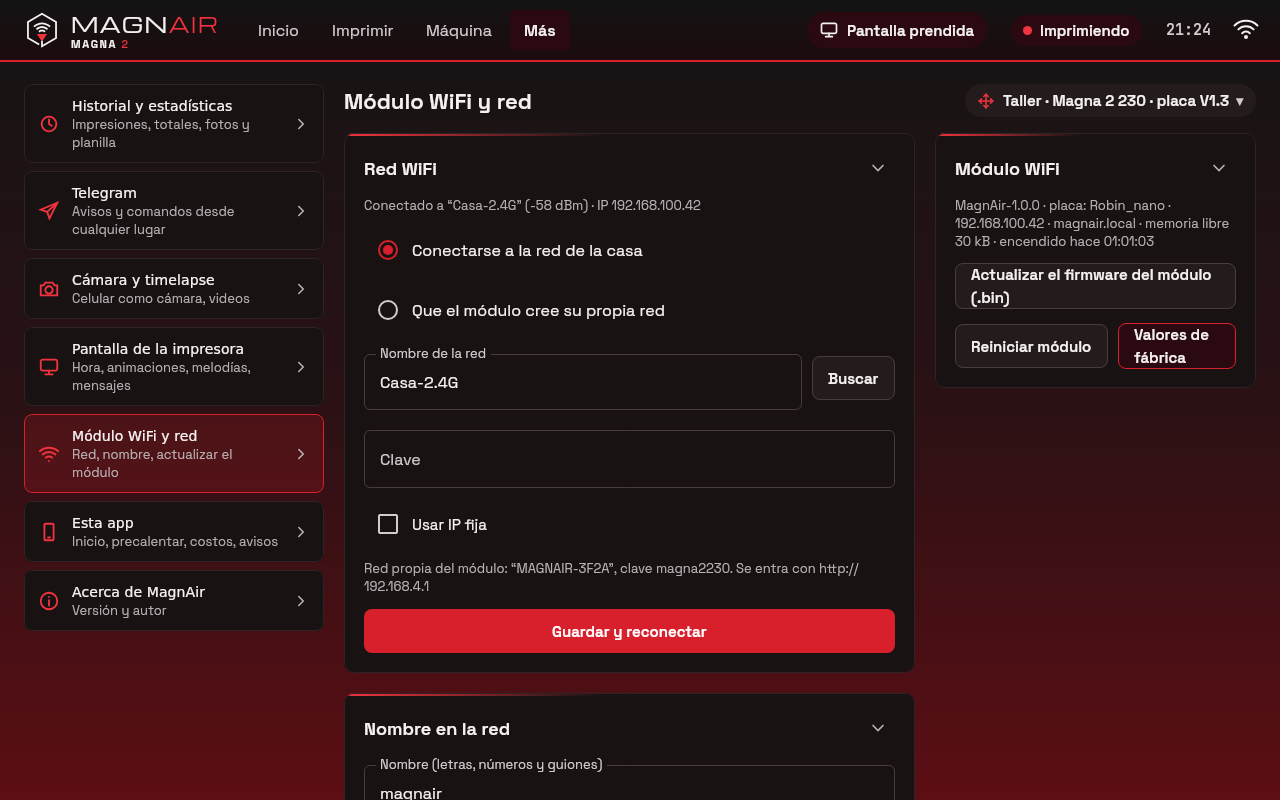 MAGNAIR
MAGNA 2
Inicio
Imprimir
Máquina
Más
Pantalla prendida
Imprimiendo
21:24
Historial y estadísticas
Impresiones, totales, fotos y
planilla
Telegram
Avisos y comandos desde
cualquier lugar
Cámara y timelapse
Celular como cámara, videos
Pantalla de la impresora
Hora, animaciones, melodías,
mensajes
Módulo WiFi y red
Red, nombre, actualizar el
módulo
Esta app
Inicio, precalentar, costos, avisos
Acerca de MagnAir
Versión y autor
Módulo WiFi y red
Taller · Magna 2 230 · placa V1.3 ▾
Red WiFi
Conectado a “Casa-2.4G” (-58 dBm) · IP 192.168.100.42
Conectarse a la red de la casa
Que el módulo cree su propia red
Nombre de la red
Casa-2.4G
Buscar
Clave
Usar IP fija
Red propia del módulo: “MAGNAIR-3F2A”, clave magna2230. Se entra con http://
192.168.4.1
Guardar y reconectar
Nombre en la red
Nombre (letras, números y guiones)
magnair
Módulo WiFi
MagnAir-1.0.0 · placa: Robin_nano ·
192.168.100.42 · magnair.local · memoria libre
30 kB · encendido hace 01:01:03
Actualizar el firmware del módulo
(.bin)
Reiniciar módulo
Valores de
fábrica